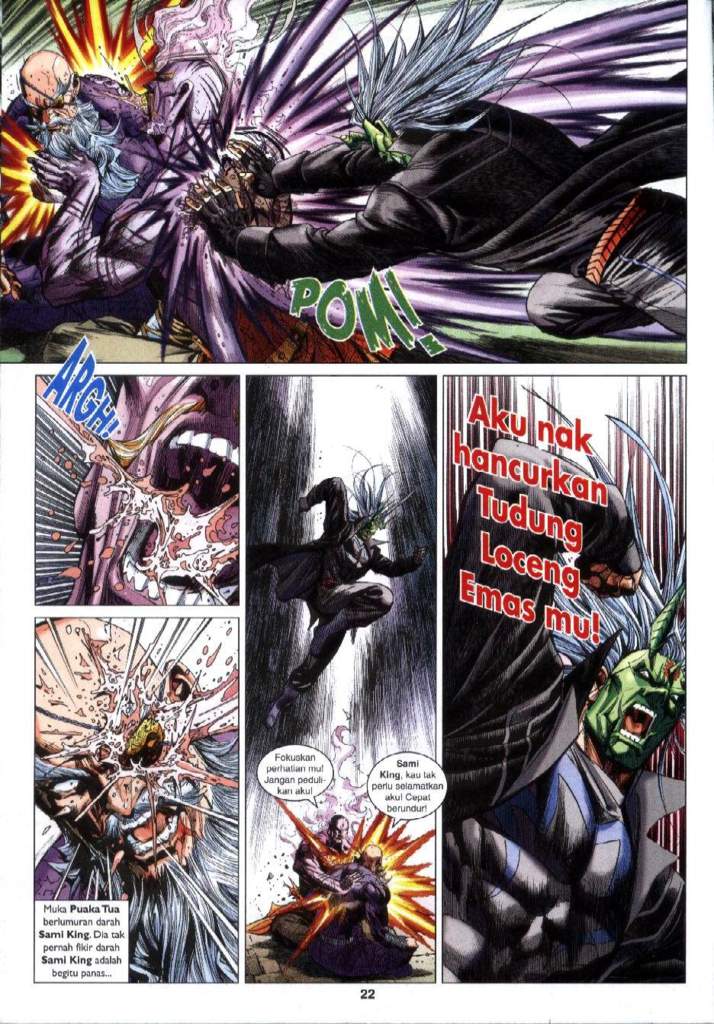 POM!
ARGH!
Muka Puaka Tua
berlumuran darah
Sami King. Dia tak
pernah fikir darah
Sami King adalah
begitu panas...
Fokuskan
perhatian mu!
Jangan peduli-
kan aku!
Sami
King, kau tak
perlu selamatkan
aku! Cepat
berundur!
Aku nak
hancurkan
Tudung
Loceng
Emas mu!
22